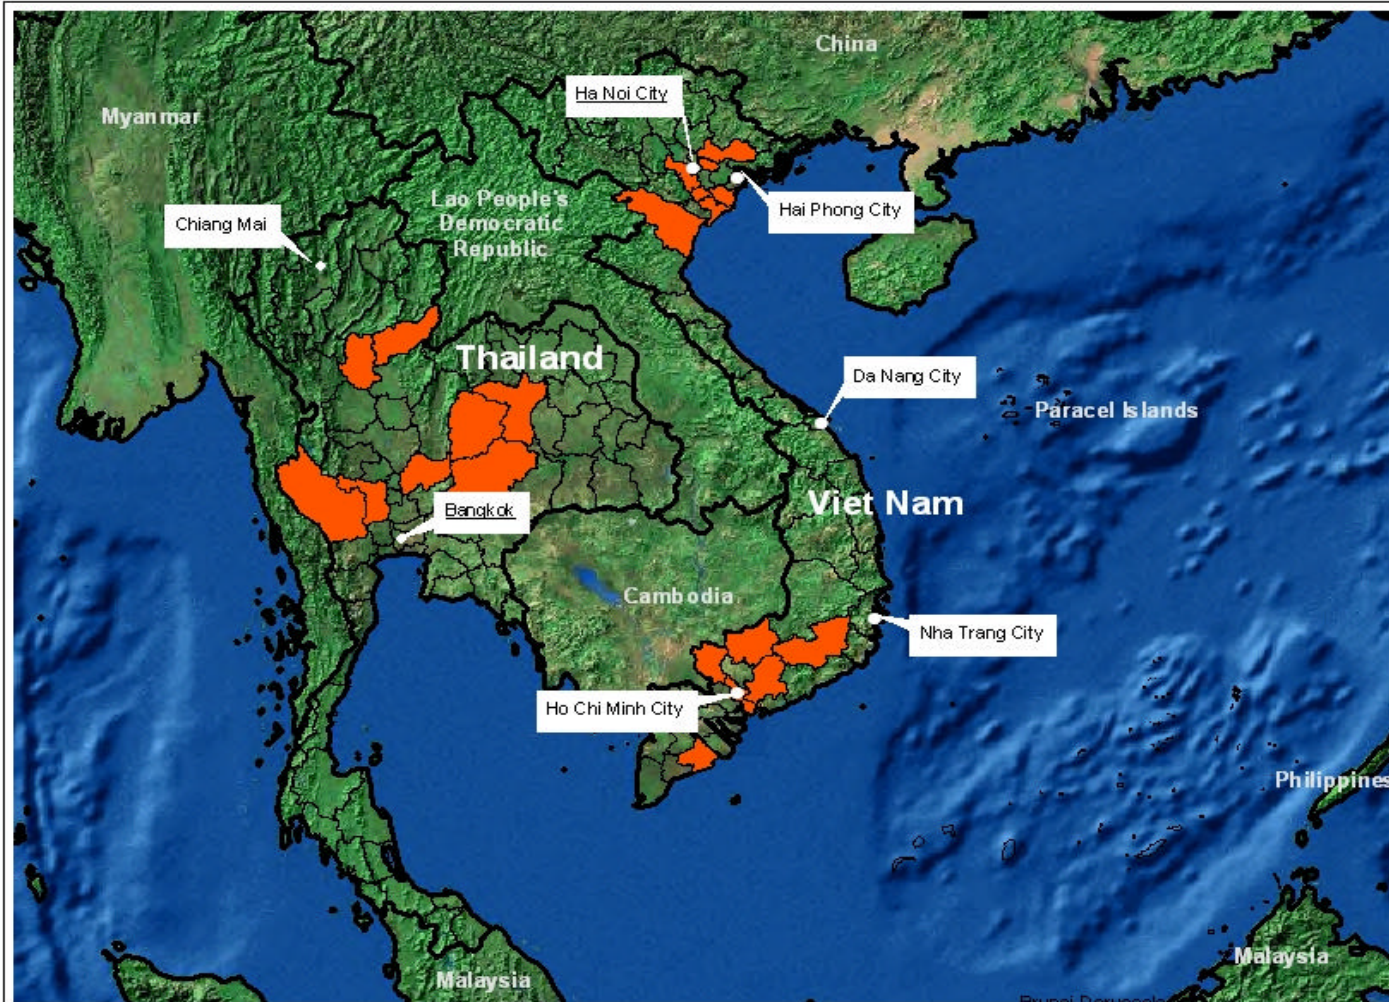 China
Ha Noi City
Myanmar
Lao People's
Democratic
Republic
Hai Phong City
Chiang Mai
Thailand
Da Nang City
Paracel Islands
Viet Nam
Bangkok
Cambodia
Nha Trang City
Ho Chi Minh City
Philippines
Malaysia
Malaysia